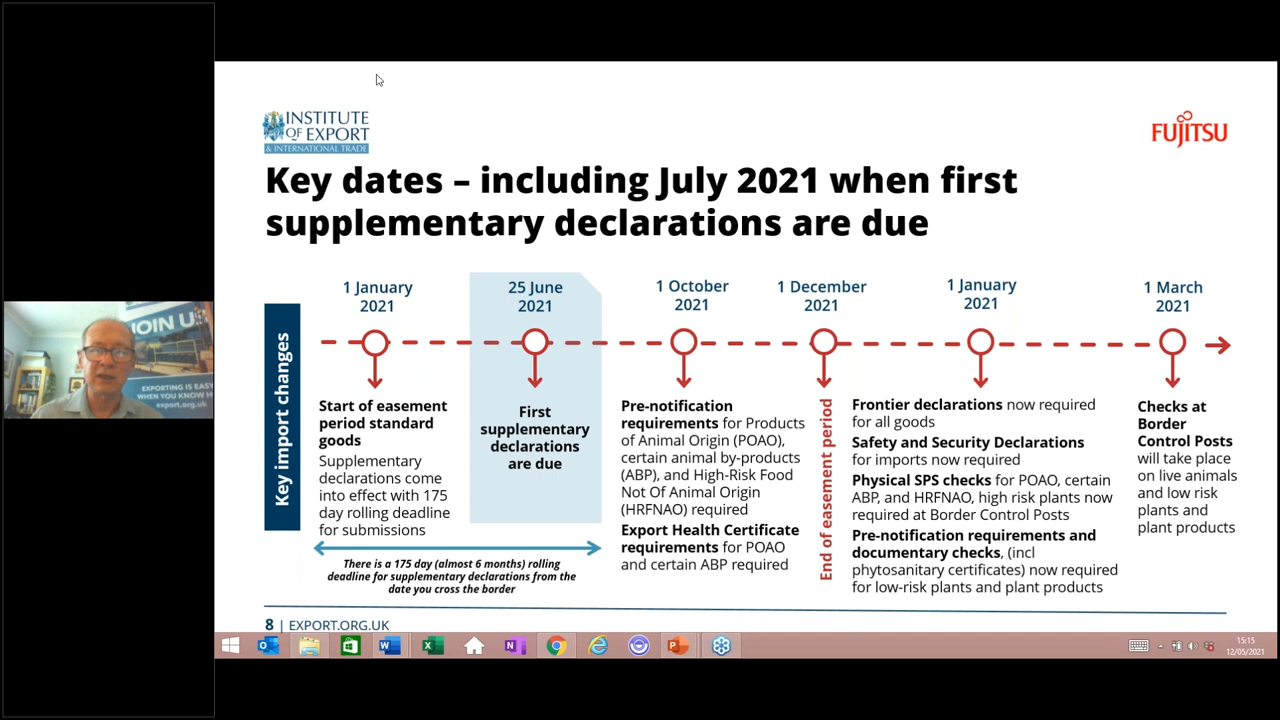 INSTITUTE
OF EXPORT
& INTERNATIONAL TRADE
FUJITSU
Key dates – including July 2021 when first
supplementary declarations are due
Key import changes
1 January
2021
25 June
2021
1 October
2021
1 December
2021
1 January
2021
1 March
2021
Start of easement
period standard
goods
Supplementary
declarations come
into effect with 175
day rolling deadline
for submissions
First
supplementary
declarations
are due
There is a 175 day (almost 6 months) rolling
deadline for supplementary declarations from the
date you cross the border
Pre-notification
requirements for Products
of Animal Origin (POAO),
certain animal by-products
(ABP), and High-Risk Food
Not Of Animal Origin
(HRFNAO) required
Export Health Certificate
requirements for POAO
and certain ABP required
End of easement period
Frontier declarations now required
for all goods
Safety and Security Declarations
for imports now required
Physical SPS checks for POAO, certain
ABP, and HRFNAO, high risk plants now
required at Border Control Posts
Pre-notification requirements and
documentary checks, (incl
phytosanitary certificates) now required
for low-risk plants and plant products
Checks at
Border
Control Posts
will take place
on live animals
and low risk
plants and
plant products
8 | EXPORT.ORG.UK
JOIN U
EXPORTING IS EASY
WHEN YOU KNOW H
export.org.uk
15:15
12/05/2021